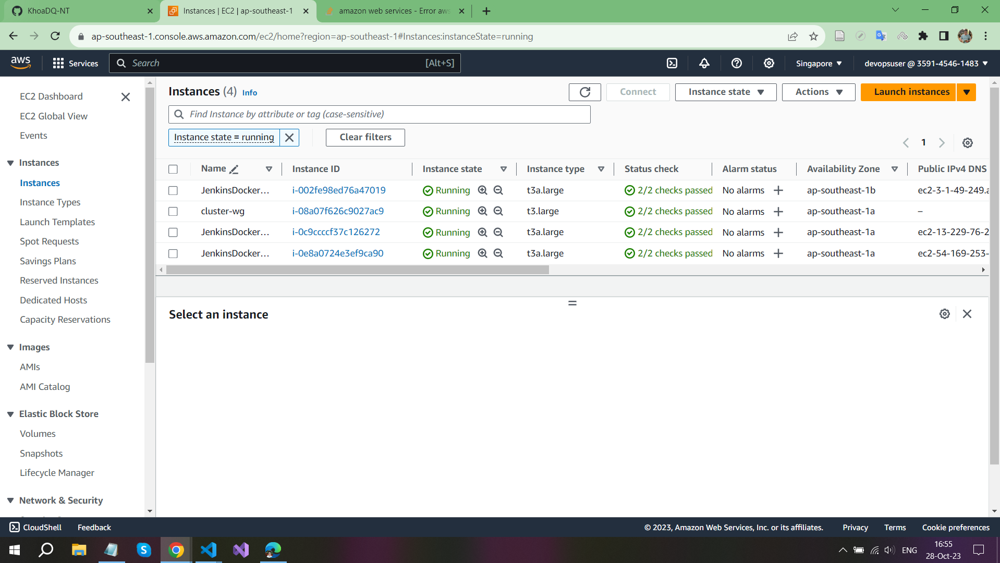 KhoaDQ-NT
Instances | EC2 | ap-southeast-1
amazon web services - Error aws
ap-southeast-1.console.aws.amazon.com/ec2/home?region=ap-southeast-1#Instances:instanceState=running
aws
Services
Search
[Alt+S]
Singapore
devopsuser @ 3591-4546-1483
EC2 Dashboard
EC2 Global View
Events
Instances
Instances
Instance Types
Launch Templates
Spot Requests
Savings Plans
Reserved Instances
Dedicated Hosts
Capacity Reservations
Images
AMIs
AMI Catalog
Elastic Block Store
Volumes
Snapshots
Lifecycle Manager
Network & Security
Instances (4) Info
Connect
Instance state
Actions
Launch instances
Find Instance by attribute or tag (case-sensitive)
Instance state = running
Clear filters
1
Name Instance ID Instance state Instance type Status check Alarm status Availability Zone Public IPv4 DNS
JenkinsDocker... i-002fe98ed76a47019 Running t3a.large 2/2 checks passed No alarms ap-southeast-1b ec2-3-1-49-249.a
cluster-wg i-08a07f626c9027ac9 Running t3.large 2/2 checks passed No alarms ap-southeast-1a –
JenkinsDocker... i-0c9ccccf37c126272 Running t3a.large 2/2 checks passed No alarms ap-southeast-1a ec2-13-229-76-2
JenkinsDocker... i-0e8a0724e3ef9ca90 Running t3a.large 2/2 checks passed No alarms ap-southeast-1a ec2-54-169-253-
Select an instance
CloudShell
Feedback
© 2023, Amazon Web Services, Inc. or its affiliates.
Privacy
Terms
Cookie preferences
ENG
16:55
28-Oct-23